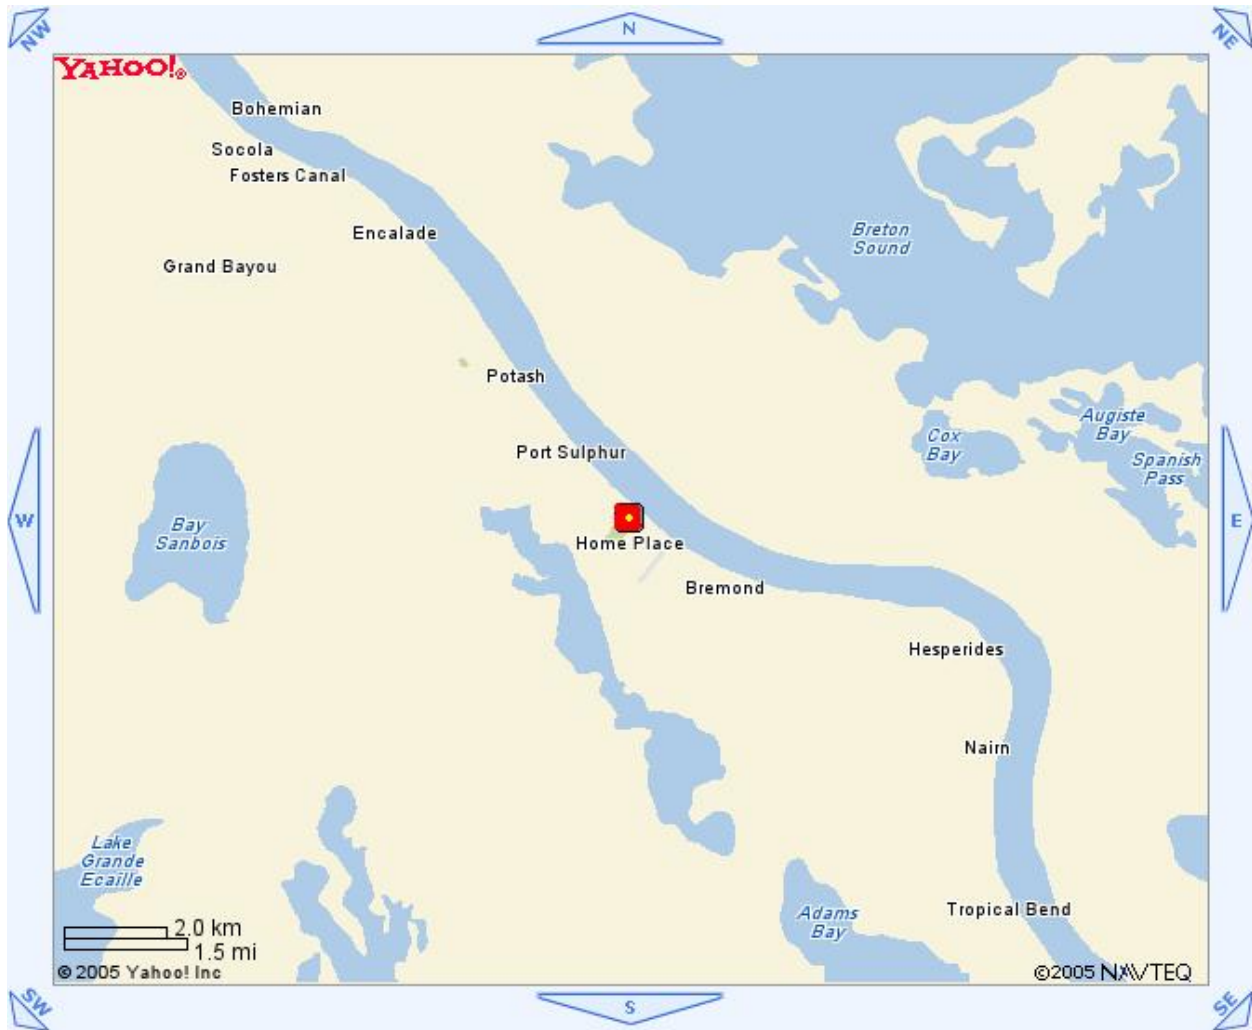 NW
N
NE
YAHOO!®
Bohemian
Socola
Fosters Canal
Encalade
Breton
Sound
Grand Bayou
Potash
Port Sulphur
Cox
Bay
Augiste
Bay
Spanish
Pass
W
Bay
Sanbois
E
Home Place
Bremond
Hesperides
Nairn
Lake
Grande
Ecaille
Adams
Bay
Tropical Bend
2.0 km
1.5 mi
© 2005 Yahoo! Inc
©2005 NAVTEQ
SW
S
SE